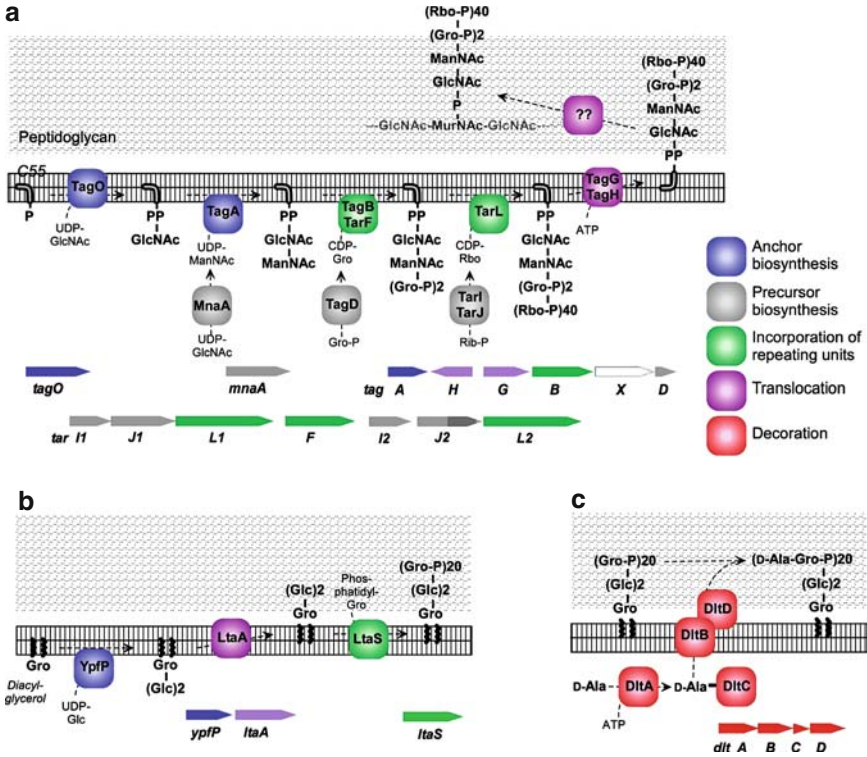 a
(Rbo-P)40
(Gro-P)2
ManNAc
GlcNAc
P
---GlcNAc-MurNAc-GlcNAc---
??
(Rbo-P)40
(Gro-P)2
ManNAc
GlcNAc
PP
Peptidoglycan
C55
P
TagO
UDP-
GlcNAc
PP
GlcNAc
TagA
UDP-
ManNAc
MnaA
UDP-
GlcNAc
PP
GlcNAc
ManNAc
TagB
TarF
CDP-
Gro
TagD
Gro-P
PP
GlcNAc
ManNAc
(Gro-P)2
TarL
CDP-
Rbo
TarI
TarJ
Rib-P
PP
GlcNAc
ManNAc
(Gro-P)2
(Rbo-P)40
TagG
TagH
ATP
Anchor
biosynthesis
Precursor
biosynthesis
Incorporation of
repeating units
Translocation
Decoration
tagO
mnaA
tag A H G B X D
tar I1 J1 L1 F I2 J2 L2
b
Gro
Diacyl-
glycerol
YpfP
UDP-
Glc
Gro
(Glc)2
LtaA
(Glc)2
Gro
Phos-
phatidyl-
Gro
LtaS
(Gro-P)20
(Glc)2
Gro
ypfP ltaA ltaS
c
(Gro-P)20
(Glc)2
Gro
(D-Ala-Gro-P)20
(Glc)2
Gro
DltD
DltB
D-Ala
DltA
D-Ala
DltC
ATP
dlt A B C D